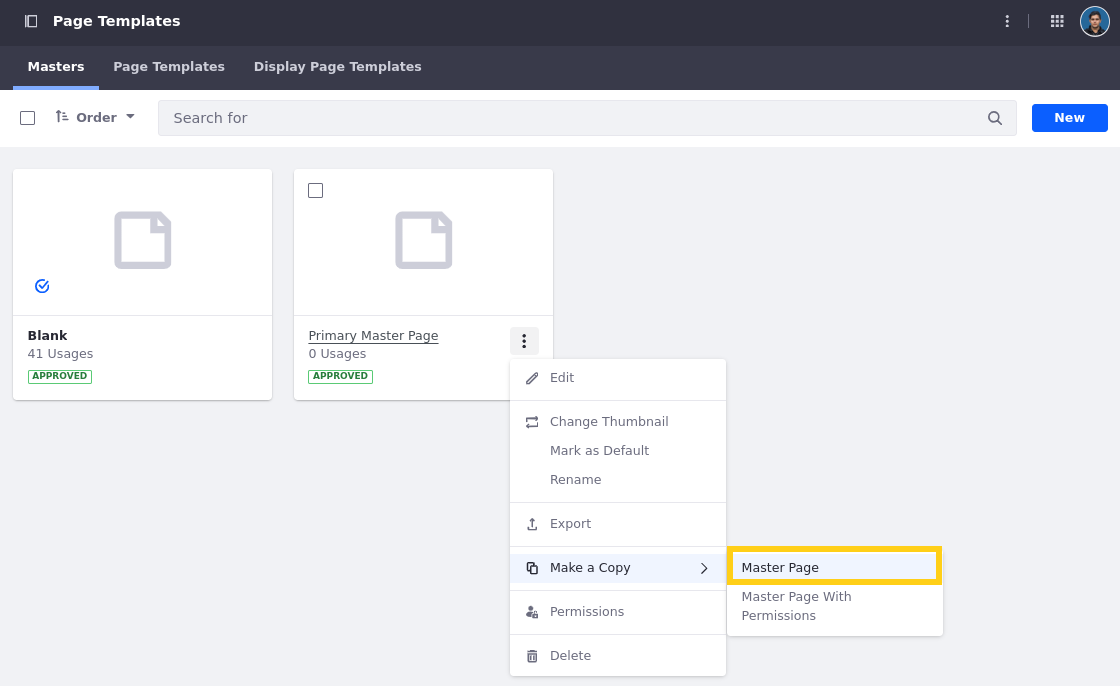 Page Templates
Masters
Page Templates
Display Page Templates
Order
Search for
New
Blank
41 Usages
APPROVED
Primary Master Page
0 Usages
APPROVED
Edit
Change Thumbnail
Mark as Default
Rename
Export
Make a Copy
Master Page
Master Page With
Permissions
Permissions
Delete